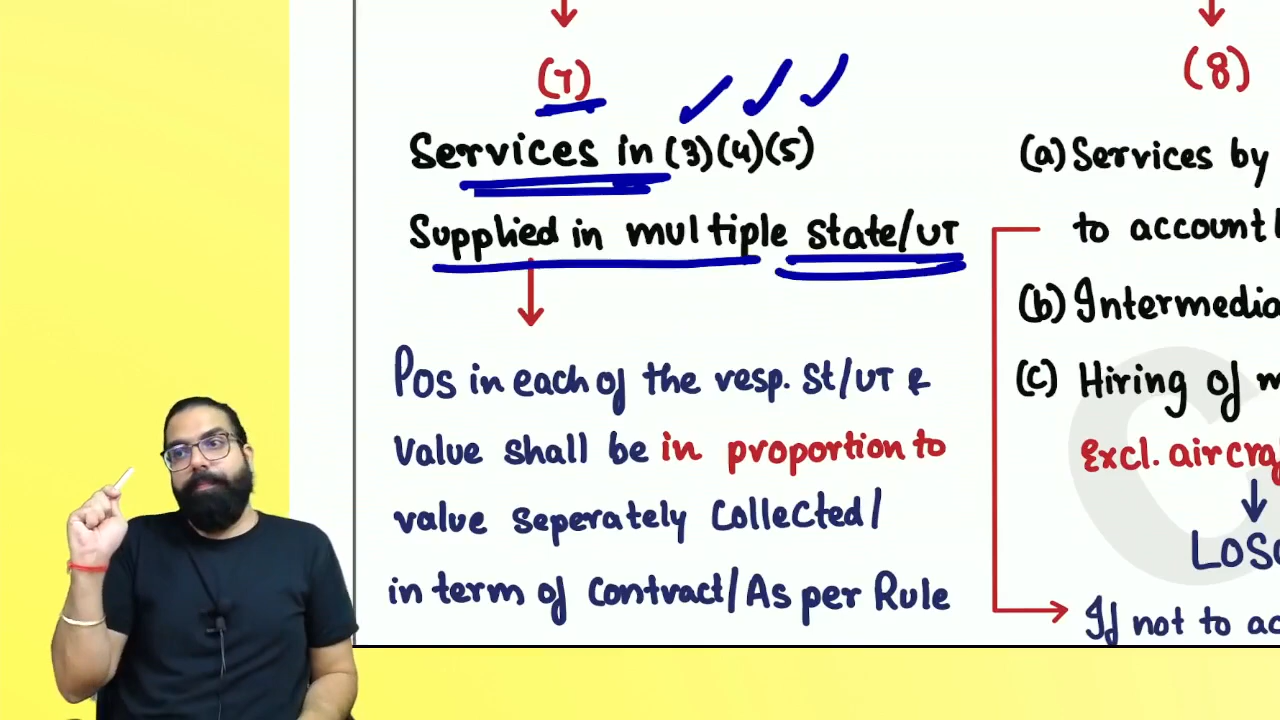 (7)
Services in (3)(4)(5)
Supplied in multiple State/UT
Pos in each of the resp. St/UT &
Value shall be in proportion to
value seperately Collected/
in term of Contract/As per Rule
(8)
(a) Services by
to account
(b) Intermedia
(c) Hiring of m
Excl. aircra
LOS
If not to ac